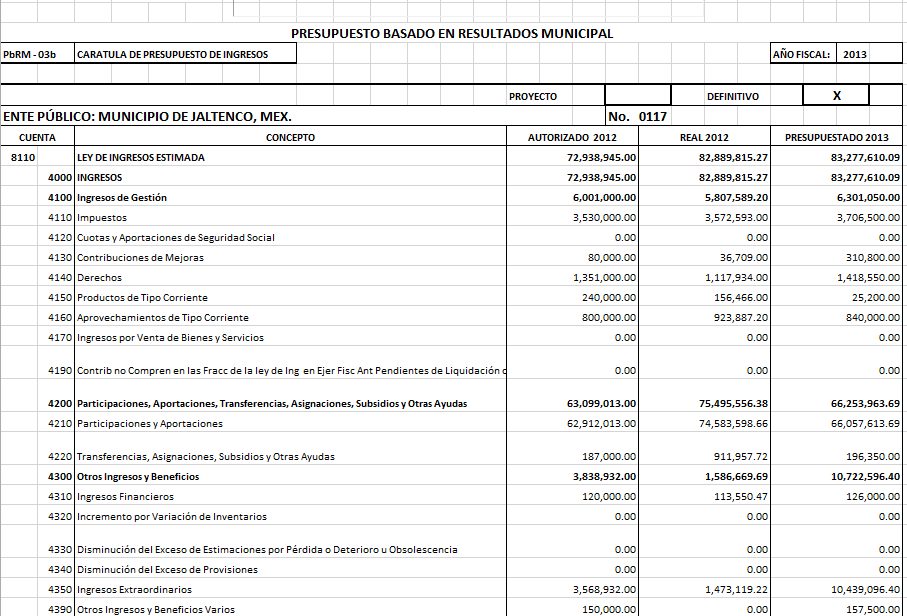 PRESUPUESTO BASADO EN RESULTADOS MUNICIPAL
PbRM - 03b CARATULA DE PRESUPUESTO DE INGRESOS AÑO FISCAL: 2013
PROYECTO DEFINITIVO X
ENTE PÚBLICO: MUNICIPIO DE JALTENCO, MEX. No. 0117
CUENTA CONCEPTO AUTORIZADO 2012 REAL 2012 PRESUPUESTADO 2013
8110 LEY DE INGRESOS ESTIMADA 72,938,945.00 82,889,815.27 83,277,610.09
4000 INGRESOS 72,938,945.00 82,889,815.27 83,277,610.09
4100 Ingresos de Gestión 6,001,000.00 5,807,589.20 6,301,050.00
4110 Impuestos 3,530,000.00 3,572,593.00 3,706,500.00
4120 Cuotas y Aportaciones de Seguridad Social 0.00 0.00 0.00
4130 Contribuciones de Mejoras 80,000.00 36,709.00 310,800.00
4140 Derechos 1,351,000.00 1,117,934.00 1,418,550.00
4150 Productos de Tipo Corriente 240,000.00 156,466.00 25,200.00
4160 Aprovechamientos de Tipo Corriente 800,000.00 923,887.20 840,000.00
4170 Ingresos por Venta de Bienes y Servicios 0.00 0.00 0.00
4190 Contrib no Compren en las Fracc de la ley de Ing en Ejer Fisc Ant Pendientes de Liquidación 0.00 0.00 0.00
4200 Participaciones, Aportaciones, Transferencias, Asignaciones, Subsidios y Otras Ayudas 63,099,013.00 75,495,556.38 66,253,963.69
4210 Participaciones y Aportaciones 62,912,013.00 74,583,598.66 66,057,613.69
4220 Transferencias, Asignaciones, Subsidios y Otras Ayudas 187,000.00 911,957.72 196,350.00
4300 Otros Ingresos y Beneficios 3,838,932.00 1,586,669.69 10,722,596.40
4310 Ingresos Financieros 120,000.00 113,550.47 126,000.00
4320 Incremento por Variación de Inventarios 0.00 0.00 0.00
4330 Disminución del Exceso de Estimaciones por Pérdida o Deterioro u Obsolescencia 0.00 0.00 0.00
4340 Disminución del Exceso de Provisiones 0.00 0.00 0.00
4350 Ingresos Extraordinarios 3,568,932.00 1,473,119.22 10,439,096.40
4390 Otros Ingresos y Beneficios Varios 150,000.00 0.00 157,500.00